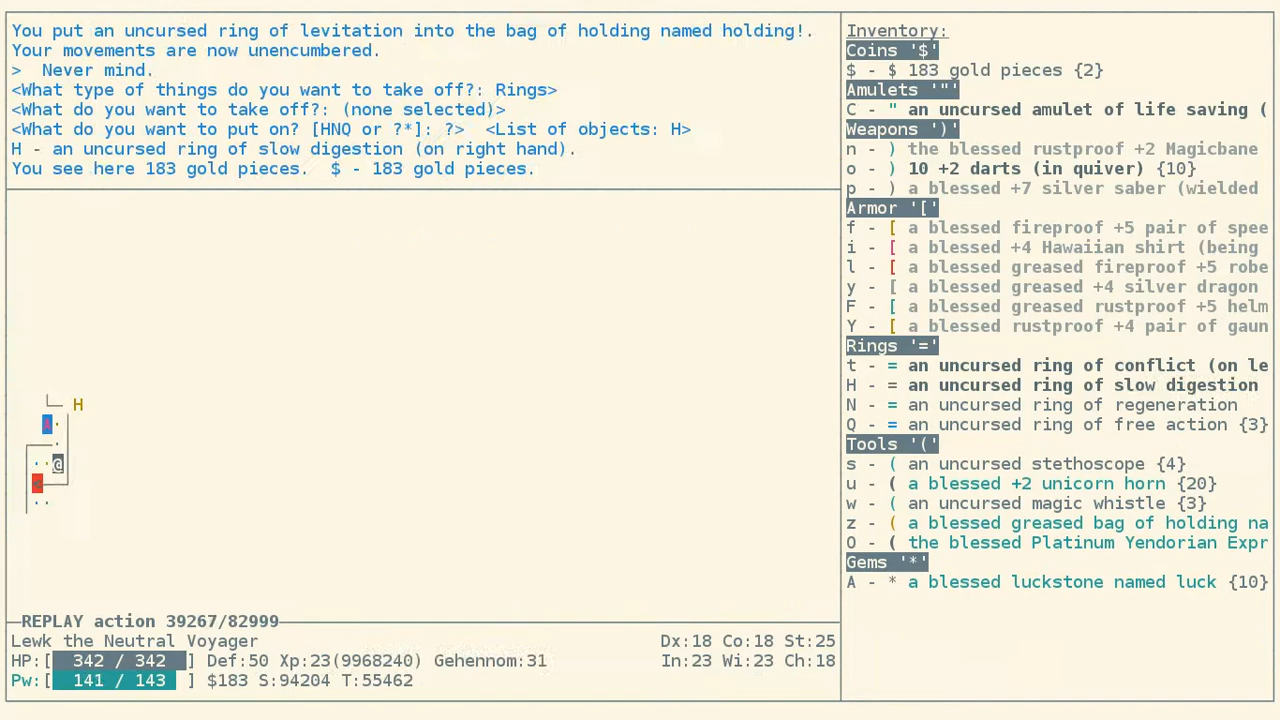 You put an uncursed ring of levitation into the bag of holding named holding!.
Your movements are now unencumbered.
>  Never mind.
<What type of things do you want to take off?: Rings>
<What do you want to take off?: (none selected)>
<What do you want to put on? [HNQ or ?*]: ?>  <List of objects: H>
H - an uncursed ring of slow digestion (on right hand).
You see here 183 gold pieces.  $ - 183 gold pieces.
H
A
@
<
REPLAY action 39267/82999
Lewk the Neutral Voyager Dx:18 Co:18 St:25
HP:[ 342 / 342 ] Def:50 Xp:23(9968240) Gehennom:31 In:23 Wi:23 Ch:18
Pw:[ 141 / 143 ] $183 S:94204 T:55462
Inventory:
Coins '$'
$ - $ 183 gold pieces {2}
Amulets '"'
C - " an uncursed amulet of life saving (
Weapons ')'
n - ) the blessed rustproof +2 Magicbane
o - ) 10 +2 darts (in quiver) {10}
p - ) a blessed +7 silver saber (wielded
Armor '['
f - [ a blessed fireproof +5 pair of spee
i - [ a blessed +4 Hawaiian shirt (being
l - [ a blessed greased fireproof +5 robe
y - [ a blessed greased +4 silver dragon
F - [ a blessed greased rustproof +5 helm
Y - [ a blessed rustproof +4 pair of gaun
Rings '='
t - = an uncursed ring of conflict (on le
H - = an uncursed ring of slow digestion
N - = an uncursed ring of regeneration
Q - = an uncursed ring of free action {3}
Tools '('
s - ( an uncursed stethoscope {4}
u - ( a blessed +2 unicorn horn {20}
w - ( an uncursed magic whistle {3}
z - ( a blessed greased bag of holding na
O - ( the blessed Platinum Yendorian Expr
Gems '*'
A - * a blessed luckstone named luck {10}